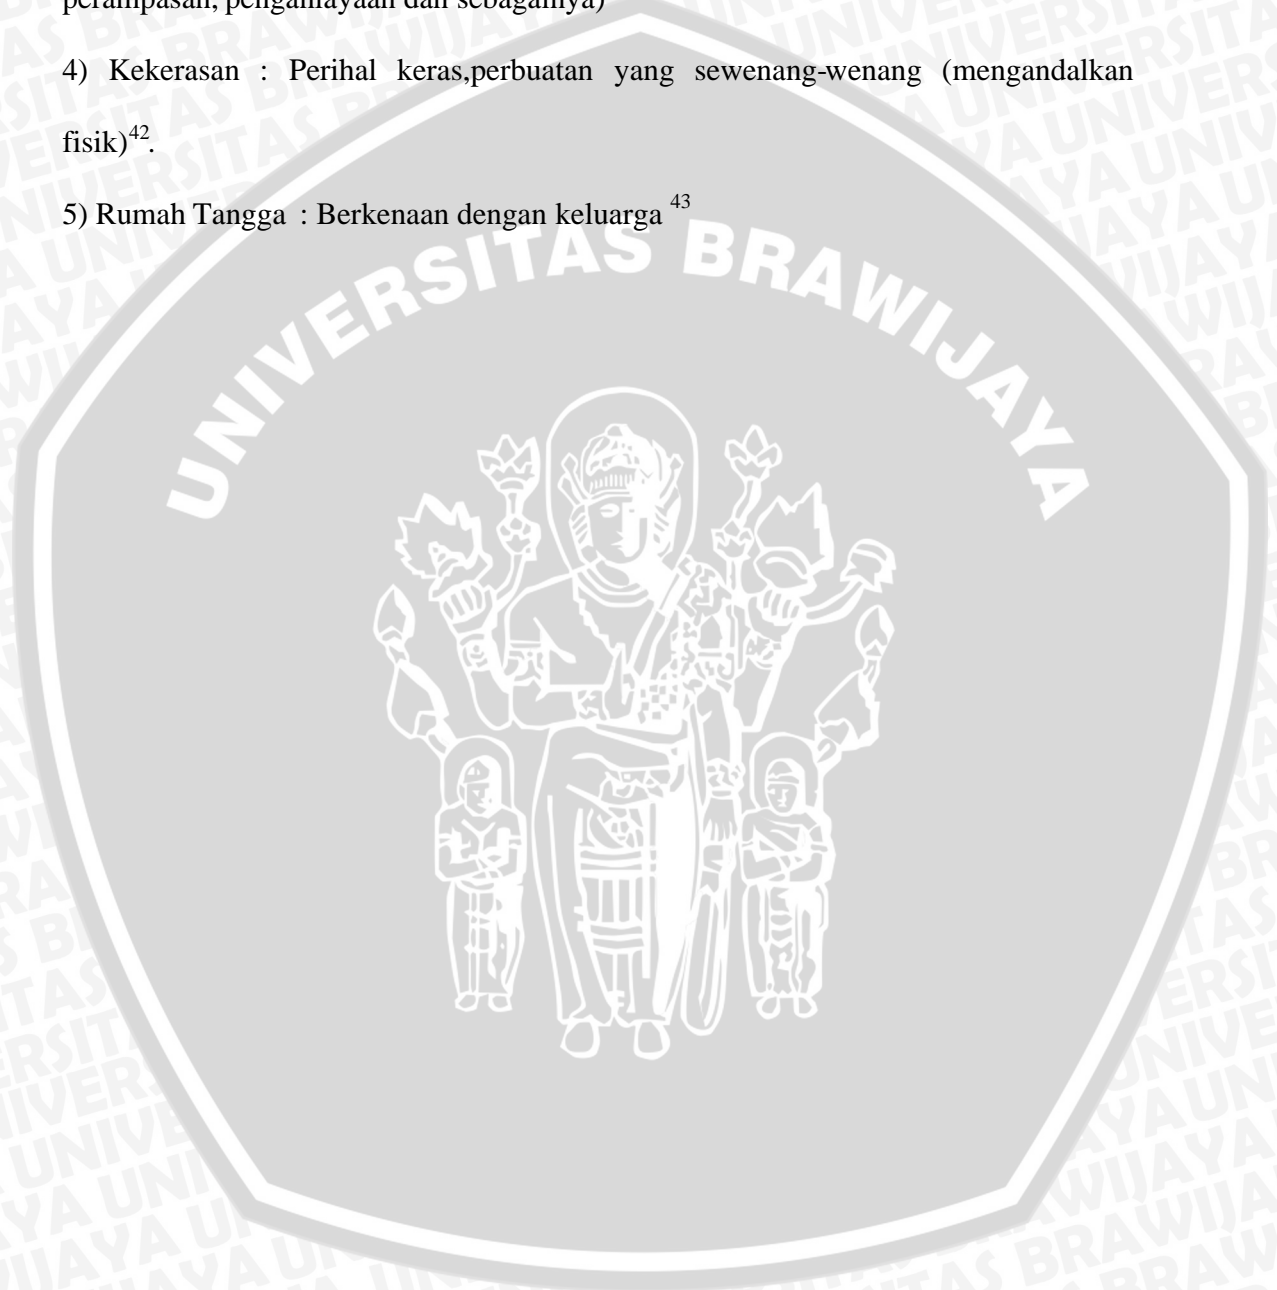 perampasan, penganiayaan dan sebagainya)
4) Kekerasan : Perihal keras,perbuatan yang sewenang-wenang (mengandalkan
fisik)42.
5) Rumah Tangga : Berkenaan dengan keluarga 43
UNIVERSITAS BRAWIJAYA